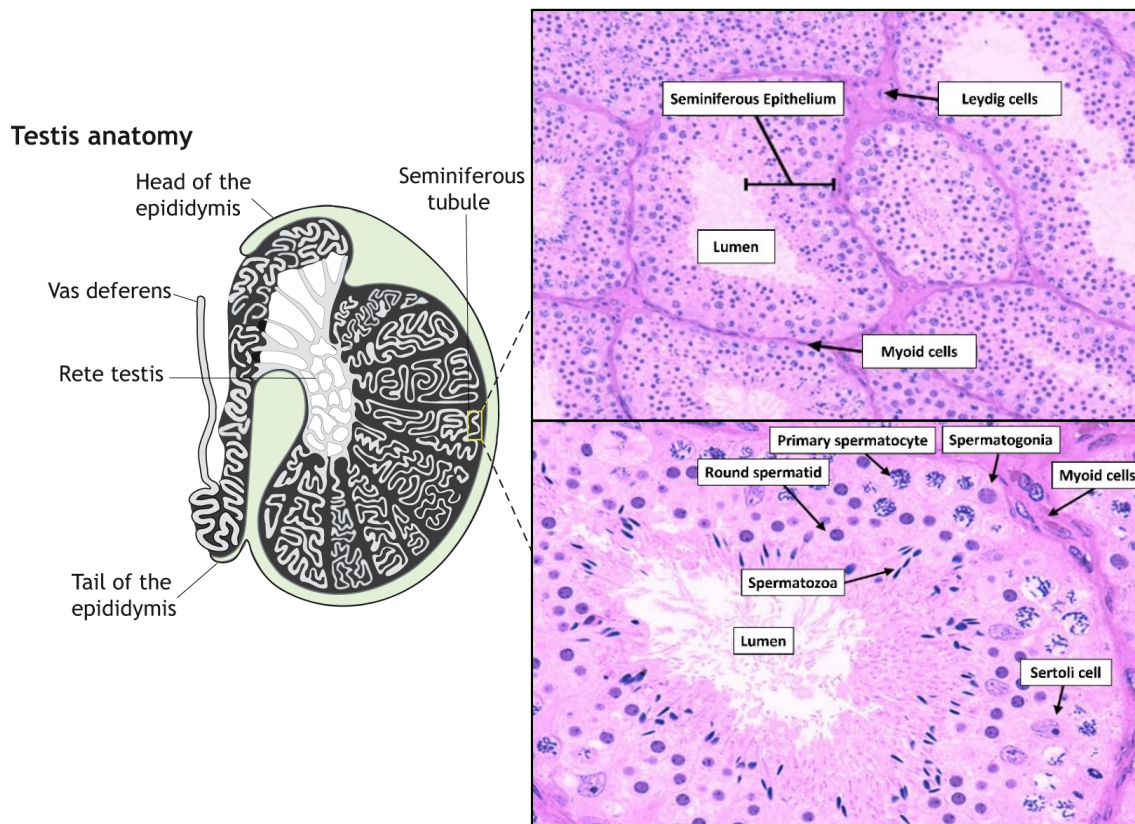 Testis anatomy
Head of the
epididymis
Seminiferous
tubule
Vas deferens
Rete testis
Tail of the
epididymis
Seminiferous Epithelium
Leydig cells
Lumen
Myoid cells
Primary spermatocyte
Spermatogonia
Round spermatid
Myoid cells
Spermatozoa
Lumen
Sertoli cell